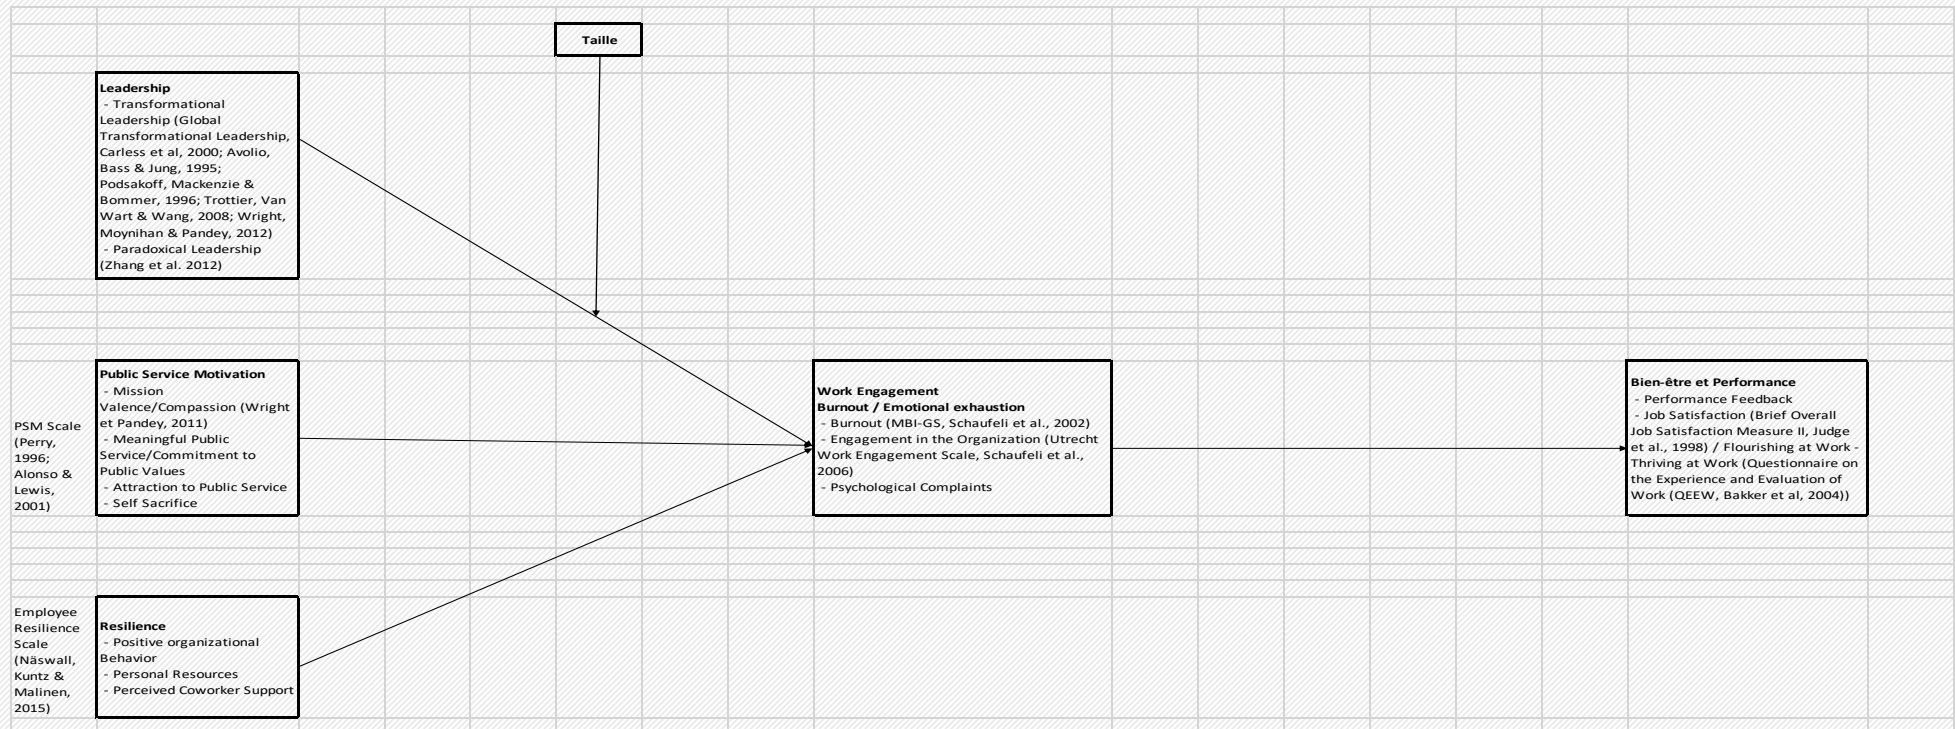 Taille
Leadership
- Transformational
Leadership (Global
Transformational Leadership,
Carless et al, 2000; Avolio,
Bass & Jung, 1995;
Podsakoff, Mackenzie &
Bommer, 1996; Trottier, Van
Wart & Wang, 2008; Wright,
Moynihan & Pandey, 2012)
- Paradoxical Leadership
(Zhang et al. 2012)
PSM Scale
(Perry,
1996;
Alonso &
Lewis,
2001)
Public Service Motivation
- Mission
Valence/Compassion (Wright
et Pandey, 2011)
- Meaningful Public
Service/Commitment to
Public Values
- Attraction to Public Service
- Self Sacrifice
Work Engagement
Burnout / Emotional exhaustion
- Burnout (MBI-GS, Schaufeli et al., 2002)
- Engagement in the Organization (Utrecht
Work Engagement Scale, Schaufeli et al.,
2006)
- Psychological Complaints
Bien-être et Performance
- Performance Feedback
- Job Satisfaction (Brief Overall
Job Satisfaction Measure II, Judge
et al., 1998) / Flourishing at Work -
Thriving at Work (Questionnaire on
the Experience and Evaluation of
Work (QEEW, Bakker et al, 2004))
Employee
Resilience
Scale
(Näswall,
Kuntz &
Malinen,
2015)
Resilience
- Positive organizational
Behavior
- Personal Resources
- Perceived Coworker Support